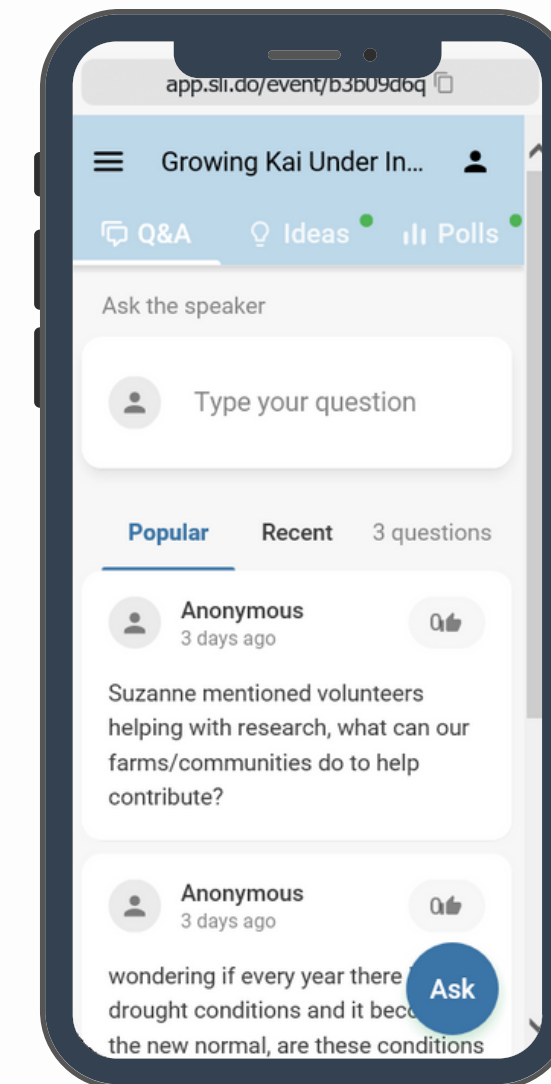 app.sli.do/event/b3b09d6q
Growing Kai Under In...
Q&A Ideas Polls
Ask the speaker
Type your question
Popular Recent 3 questions
Anonymous
3 days ago
0
Suzanne mentioned volunteers
helping with research, what can our
farms/communities do to help
contribute?
Anonymous
3 days ago
0
wondering if every year there
drought conditions and it
the new normal, are these conditions
Ask